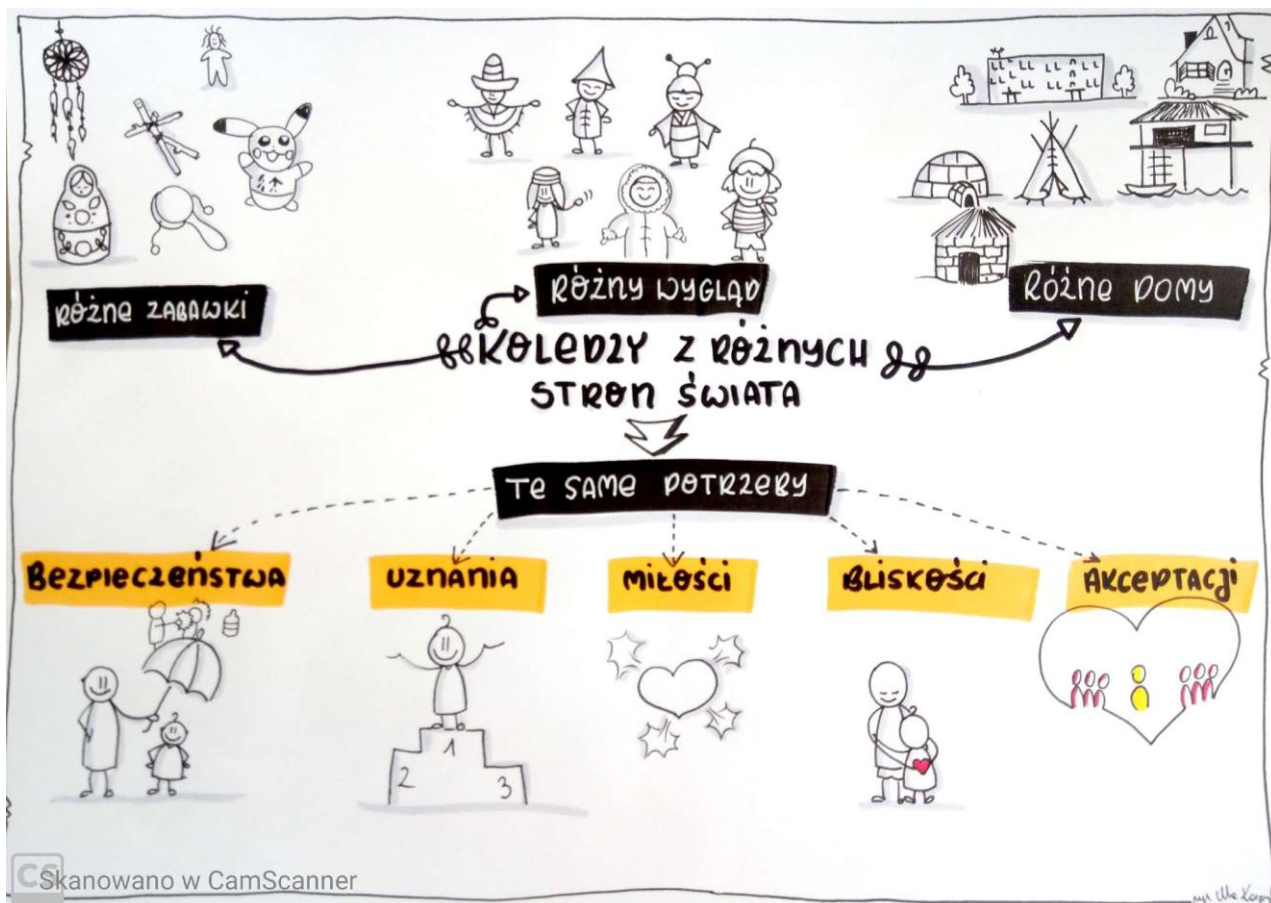 RÓŻNE ZABAWKI
RÓŻNY WYGLĄD
RÓŻNE DOMY
KOLEDZY Z RÓŻNYCH
STRON ŚWIATA
TE SAME POTRZEBY
BEZPIECZEŃSTWA
UZNANIA
MIŁOŚCI
BLISKOŚCI
AKCEPTACJI
1
2
3
CS Skanowano w CamScanner